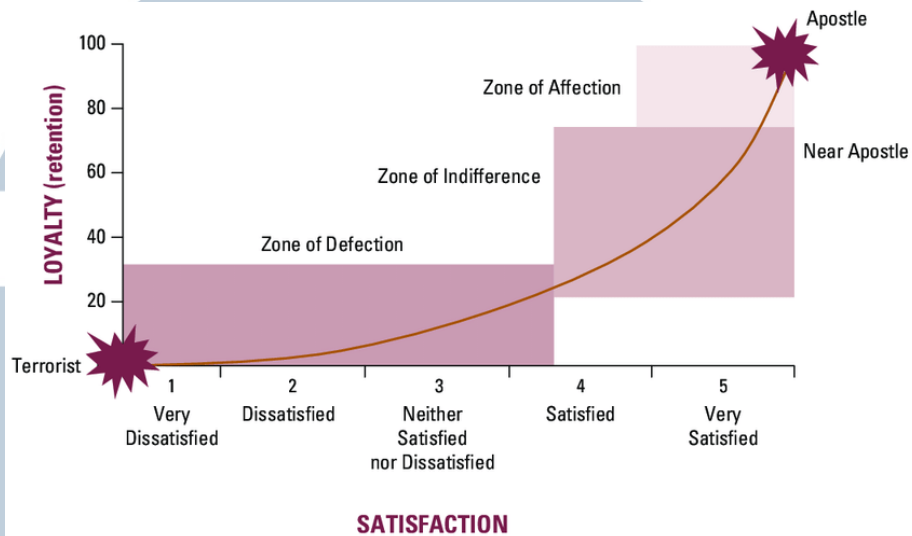 Apostle
100
Zone of Affection
80
Near Apostle
LOYALTY (retention)
60
Zone of Indifference
40
Zone of Defection
20
Terrorist
1
2
3
4
5
Very
Dissatisfied
Dissatisfied
Neither
Satisfied
nor Dissatisfied
Satisfied
Very
Satisfied
SATISFACTION